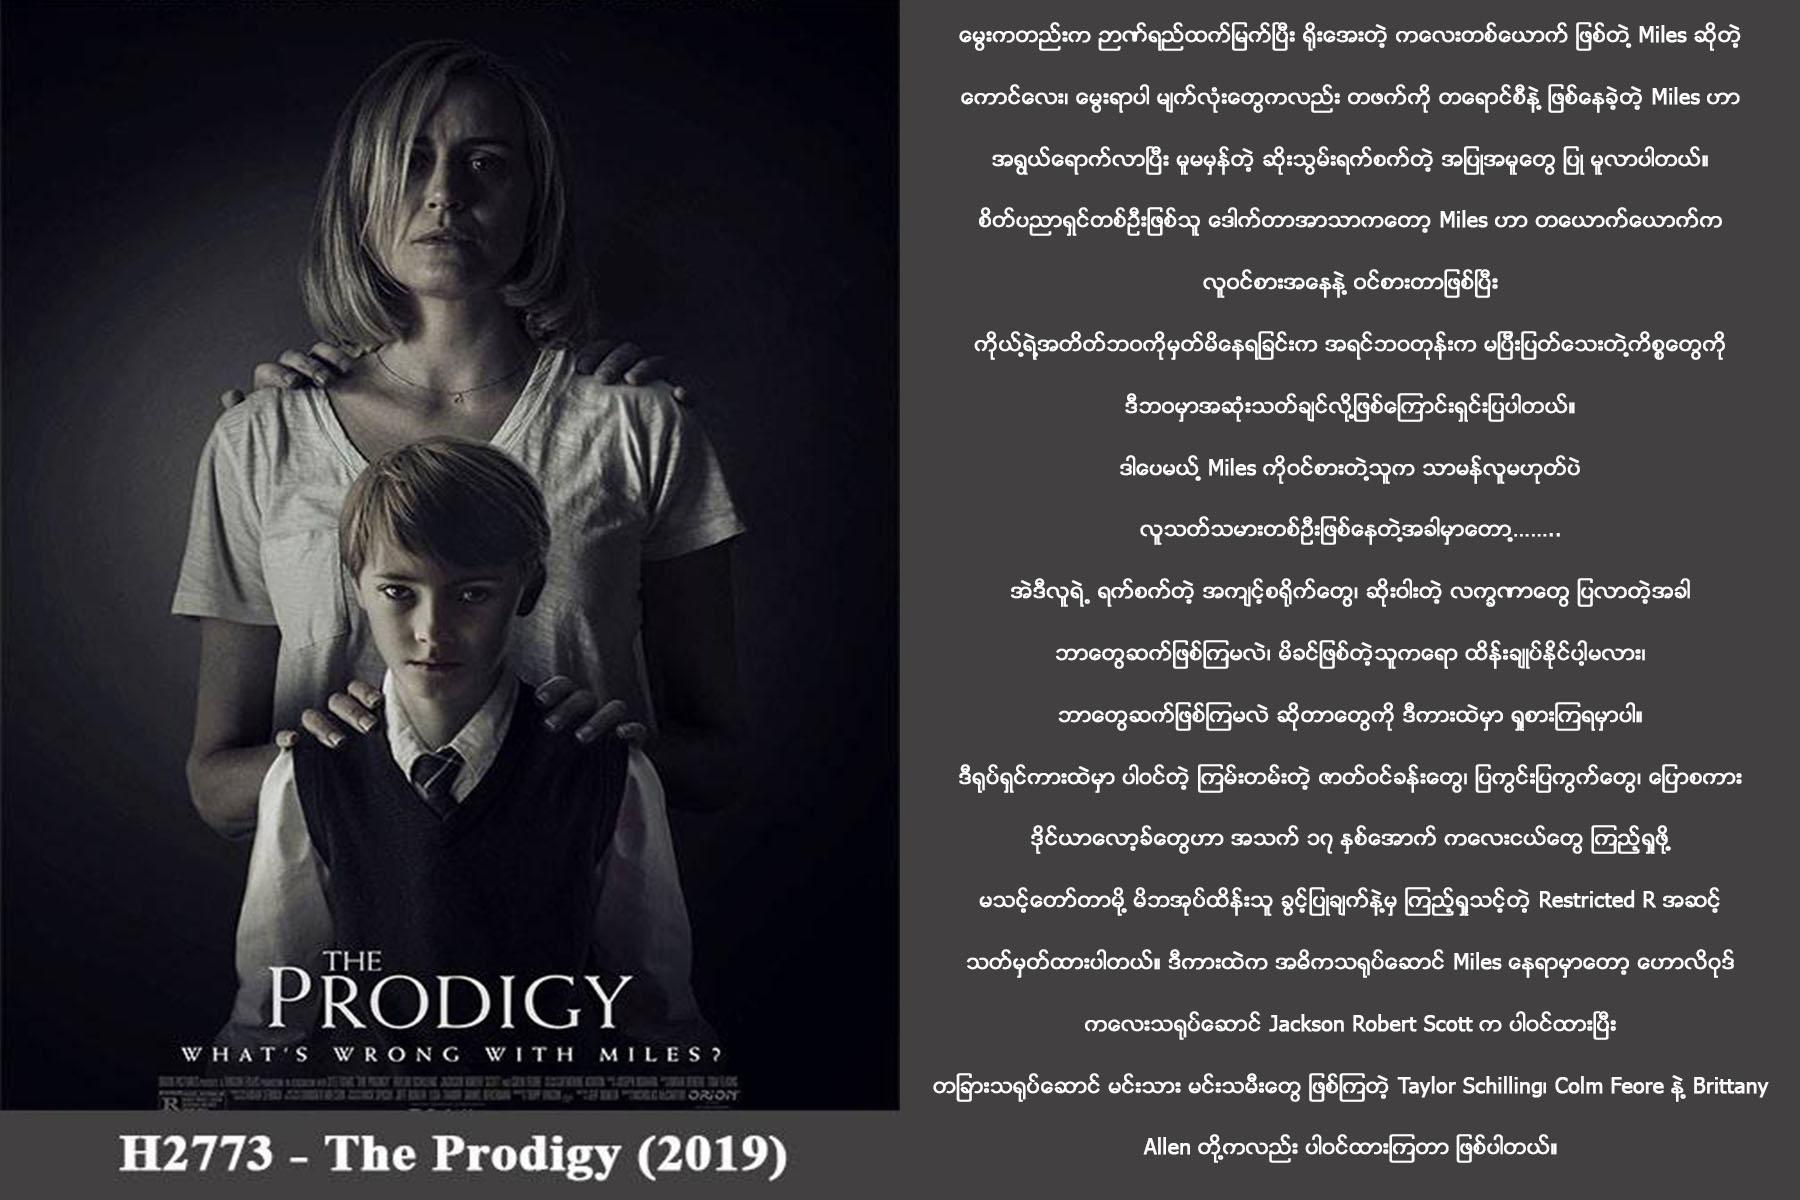 THE
PRODIGY
WHAT'S WRONG WITH MILES?
H2773 - The Prodigy (2019)
မွေးကတည်းက ဉာဏ်ရည်ထက်မြက်ပြီး ရိုးအေးတဲ့ ကလေးတစ်ယောက် ဖြစ်တဲ့ Miles ဆိုတဲ့
ကောင်လေး၊ မွေးရာပါ မျက်လုံးတွေကလည်း တဖက်ကို တရောင်စီနဲ့ ဖြစ်နေခဲ့တဲ့ Miles ဟာ
အရွယ်ရောက်လာပြီး မူမမှန်တဲ့ ဆိုးသွမ်းရက်စက်တဲ့ အပြုအမူတွေ ပြု မူလာပါတယ်။
စိတ်ပညာရှင်တစ်ဦးဖြစ်သူ ဒေါက်တာအာသာကတော့ Miles ဟာ တယောက်ယောက်က
လူဝင်စားအနေနဲ့ ဝင်စားတာဖြစ်ပြီး
ကိုယ့်ရဲ့အတိတ်ဘဝကိုမှတ်မိနေရခြင်းက အရင်ဘဝတုန်းက မပြီးပြတ်သေးတဲ့ကိစ္စတွေကို
ဒီဘဝမှာအဆုံးသတ်ချင်လို့ဖြစ်ကြောင်းရှင်းပြပါတယ်။
ဒါပေမယ့် Miles ကိုဝင်စားတဲ့သူက သာမန်လူမဟုတ်ပဲ
လူသတ်သမားတစ်ဦးဖြစ်နေတဲ့အခါမှာတော့........
အဲဒီလူရဲ့ ရက်စက်တဲ့ အကျင့်စရိုက်တွေ၊ ဆိုးဝါးတဲ့ လက္ခဏာတွေ ပြလာတဲ့အခါ
ဘာတွေဆက်ဖြစ်ကြမလဲ၊ မိခင်ဖြစ်တဲ့သူကရော ထိန်းချုပ်နိုင်ပါ့မလား၊
ဘာတွေဆက်ဖြစ်ကြမလဲ ဆိုတာတွေကို ဒီကားထဲမှာ ရှုစားကြရမှာပါ။
ဒီရုပ်ရှင်ကားထဲမှာ ပါဝင်တဲ့ ကြမ်းတမ်းတဲ့ ဇာတ်ဝင်ခန်းတွေ၊ ပြကွင်းပြကွက်တွေ၊ ပြောစကား
ဒိုင်ယာလော့ခ်တွေဟာ အသက် ၁၇ နှစ်အောက် ကလေးငယ်တွေ ကြည့်ရှုဖို့
မသင့်တော်တာမို့ မိဘအုပ်ထိန်းသူ ခွင့်ပြုချက်နဲ့မှ ကြည့်ရှုသင့်တဲ့ Restricted R အဆင့်
သတ်မှတ်ထားပါတယ်။ ဒီကားထဲက အဓိကသရုပ်ဆောင် Miles နေရာမှာတော့ ဟောလိဝုဒ်
ကလေးသရုပ်ဆောင် Jackson Robert Scott က ပါဝင်ထားပြီး
တခြားသရုပ်ဆောင် မင်းသား မင်းသမီးတွေ ဖြစ်ကြတဲ့ Taylor Schilling၊ Colm Feore နဲ့ Brittany
Allen တို့ကလည်း ပါဝင်ထားကြတာ ဖြစ်ပါတယ်။